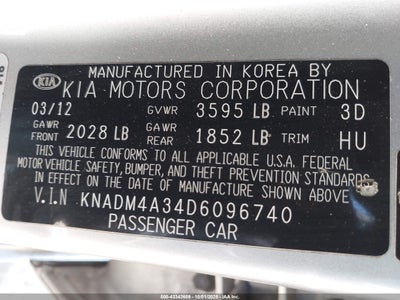 MANUFACTURED IN KOREA BY
KIA KIA MOTORS CORPORATION
03/12 GVWR 3595 LB PAINT 3D
GAWR FRONT 2028 LB GAWR REAR 1852 LB TRIM HU
THIS VEHICLE CONFORMS TO ALL APPLICABLE U.S.A. FEDERAL
MOTOR VEHICLE SAFETY, BUMPER, AND THEFT PREVENTION STANDARDS
IN EFFECT ON THE DATE OF MANUFACTURE SHOWN ABOVE
V.I.N KNADM4A34D6096740
PASSENGER CAR